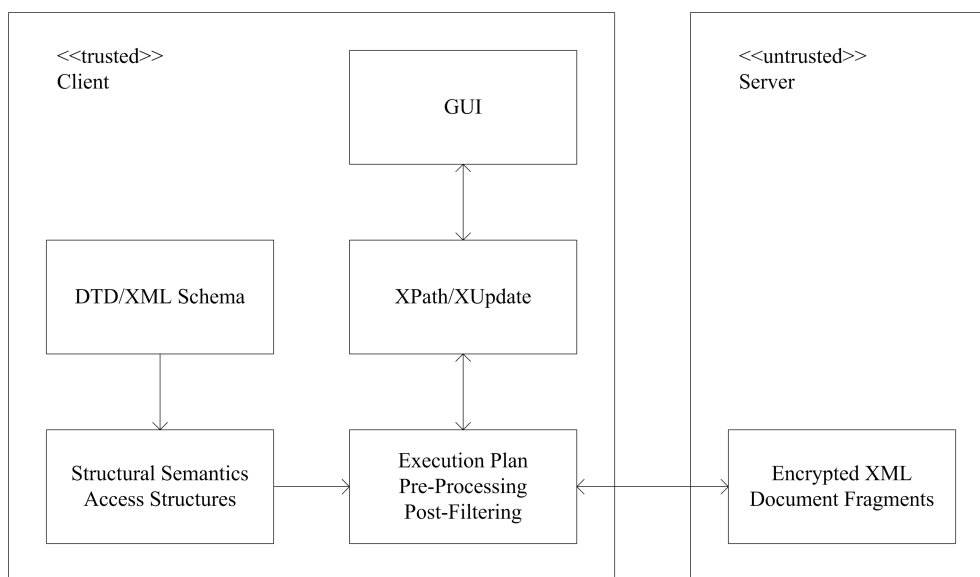 <<trusted>>
Client
<<untrusted>>
Server
GUI
DTD/XML Schema
XPath/XUpdate
Structural Semantics
Access Structures
Execution Plan
Pre-Processing
Post-Filtering
Encrypted XML
Document Fragments